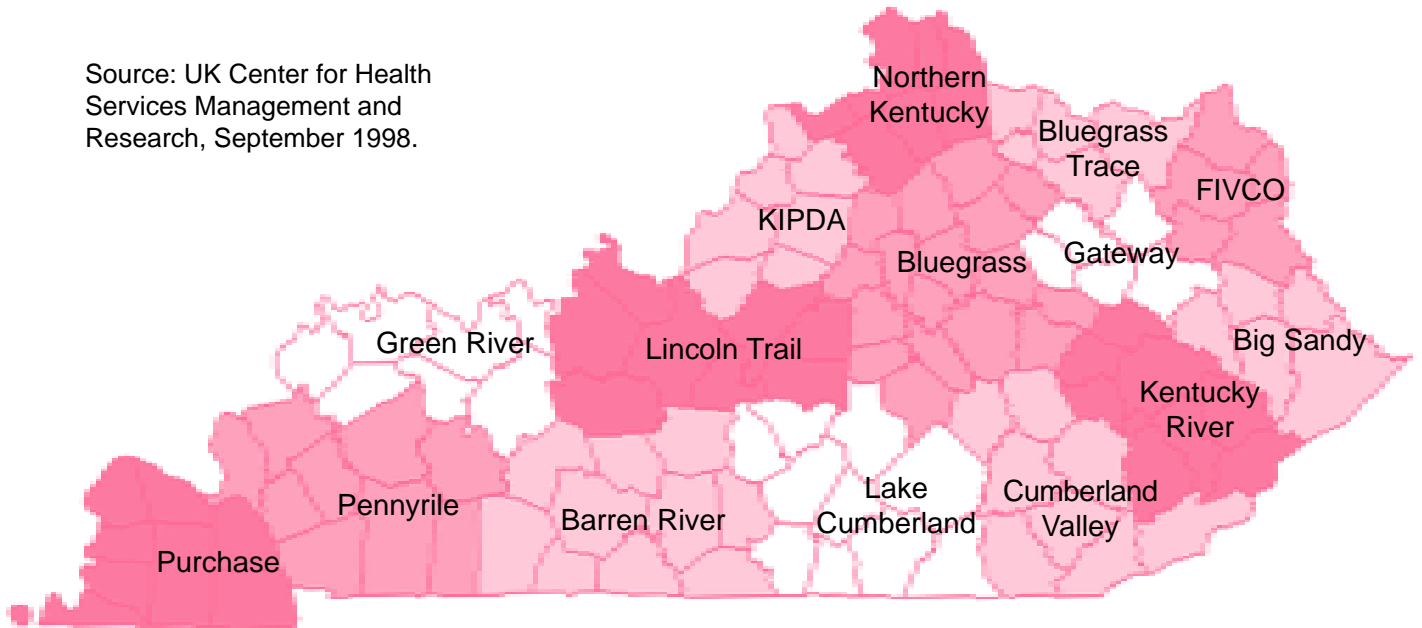 Source: UK Center for Health
Services Management and
Research, September 1998.
Northern
Kentucky
Bluegrass
Trace
FIVCO
KIPDA
Gateway
Bluegrass
Green River
Lincoln Trail
Big Sandy
Kentucky
River
Pennyrile
Barren River
Lake
Cumberland
Cumberland
Valley
Purchase